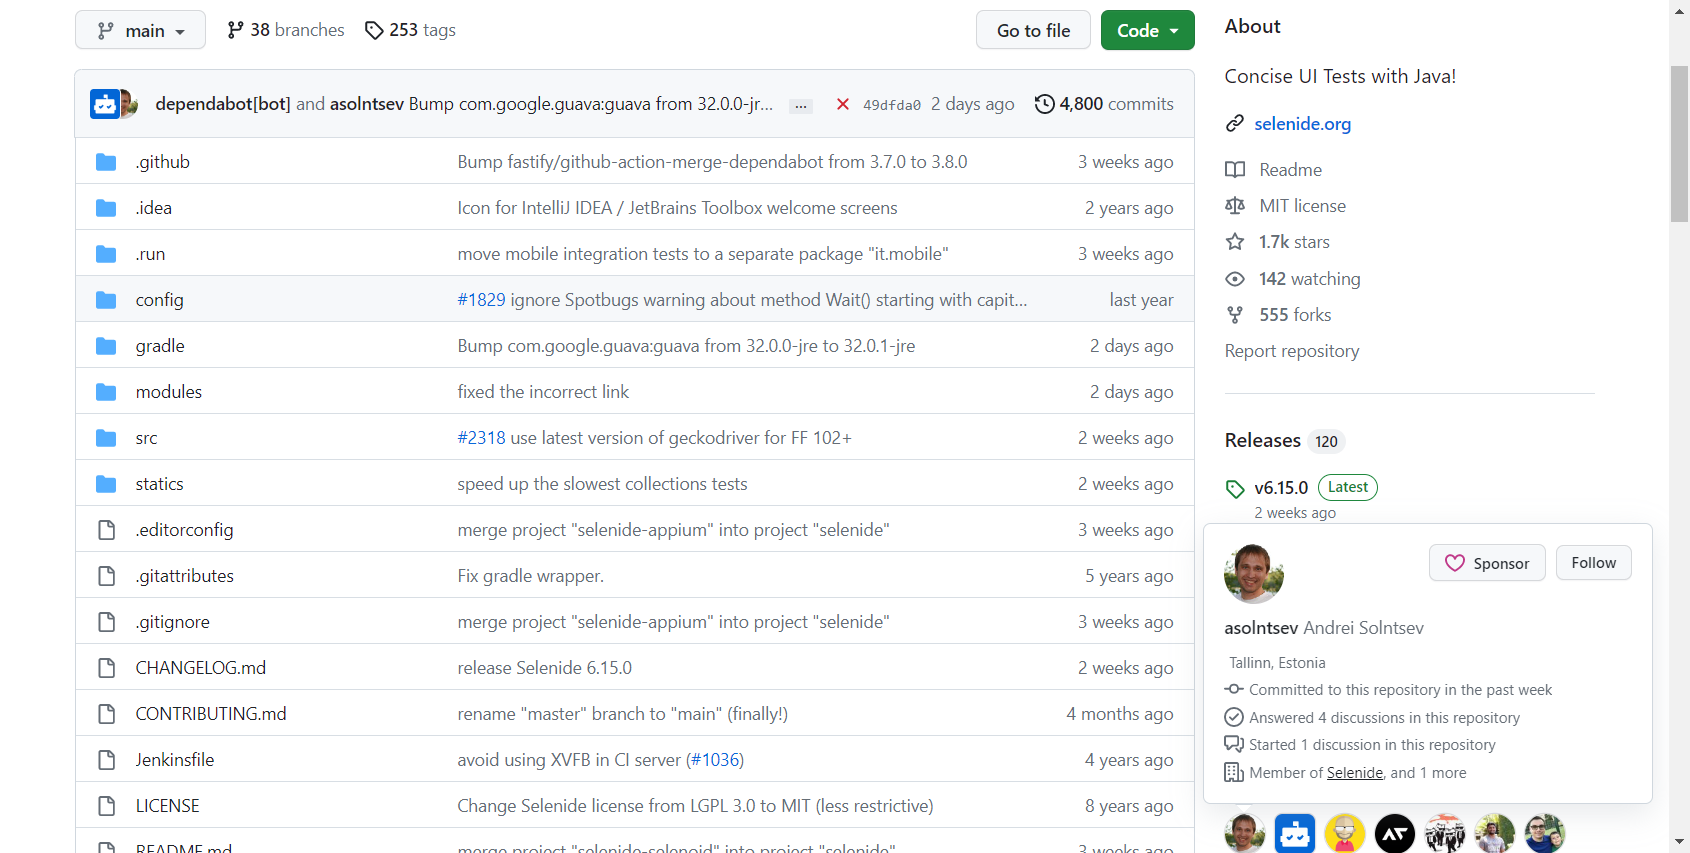 main
38 branches
253 tags
Go to file
Code
dependabot[bot] and asolntsev Bump com.google.guava:guava from 32.0.0-jr... ... 49dfda0 2 days ago 4,800 commits
.github Bump fastify/github-action-merge-dependabot from 3.7.0 to 3.8.0 3 weeks ago
.idea Icon for IntelliJ IDEA / JetBrains Toolbox welcome screens 2 years ago
.run move mobile integration tests to a separate package "it.mobile" 3 weeks ago
config #1829 ignore Spotbugs warning about method Wait() starting with capit... last year
gradle Bump com.google.guava:guava from 32.0.0-jre to 32.0.1-jre 2 days ago
modules fixed the incorrect link 2 days ago
src #2318 use latest version of geckodriver for FF 102+ 2 weeks ago
statics speed up the slowest collections tests 2 weeks ago
.editorconfig merge project "selenide-appium" into project "selenide" 3 weeks ago
.gitattributes Fix gradle wrapper. 5 years ago
.gitignore merge project "selenide-appium" into project "selenide" 3 weeks ago
CHANGELOG.md release Selenide 6.15.0 2 weeks ago
CONTRIBUTING.md rename "master" branch to "main" (finally!) 4 months ago
Jenkinsfile avoid using XVFB in CI server (#1036) 4 years ago
LICENSE Change Selenide license from LGPL 3.0 to MIT (less restrictive) 8 years ago
README.md merge project "selenide-selenoid" into project "selenide" 3 weeks ago
About
Concise UI Tests with Java!
selenide.org
Readme
MIT license
1.7k stars
142 watching
555 forks
Report repository
Releases 120
v6.15.0 Latest
2 weeks ago
Sponsor
Follow
asolntsev Andrei Solntsev
Tallinn, Estonia
Committed to this repository in the past week
Answered 4 discussions in this repository
Started 1 discussion in this repository
Member of Selenide, and 1 more